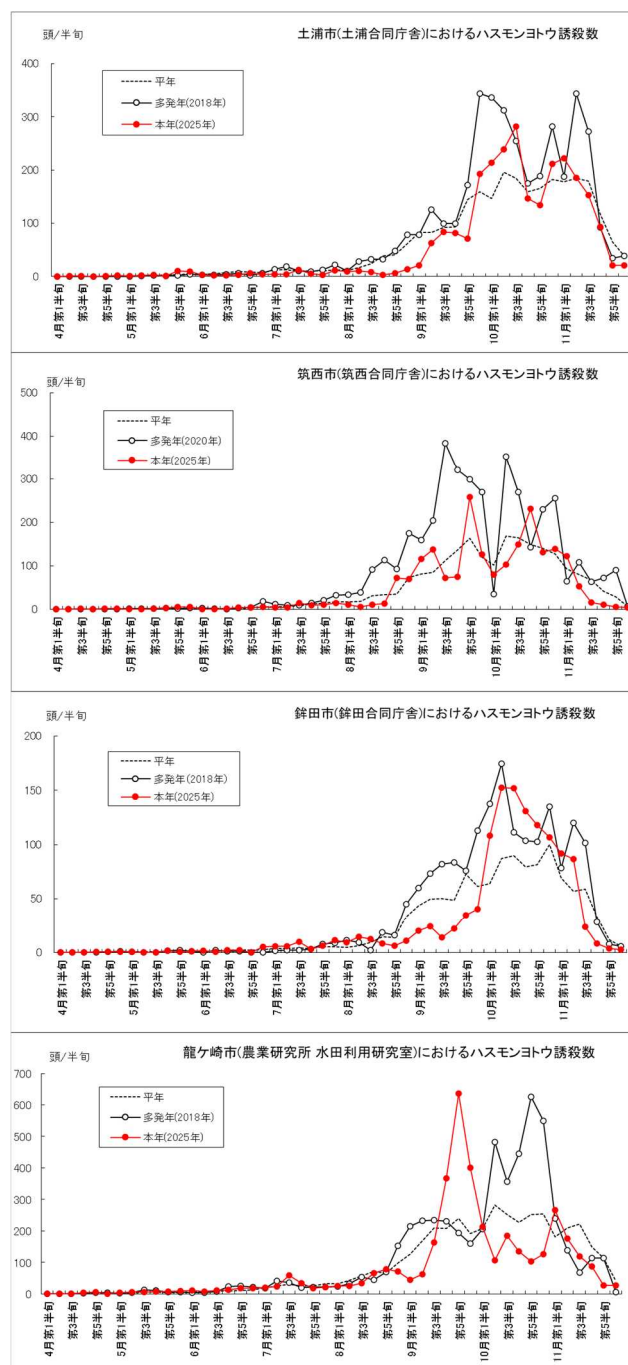 土浦市(土浦合同庁舎)におけるハスモンヨトウ誘殺数
頭/半旬
平年
多発年(2018年)
本年(2025年)
400
300
200
100
0
4月第1半旬
第3半旬
第5半旬
5月第1半旬
第3半旬
第5半旬
6月第1半旬
第3半旬
第5半旬
7月第1半旬
第3半旬
第5半旬
8月第1半旬
第3半旬
第5半旬
9月第1半旬
第3半旬
第5半旬
10月第1半旬
第3半旬
第5半旬
11月第1半旬
第3半旬
第5半旬
筑西市(筑西合同庁舎)におけるハスモンヨトウ誘殺数
頭/半旬
平年
多発年(2020年)
本年(2025年)
500
400
300
200
100
0
4月第1半旬
第3半旬
第5半旬
5月第1半旬
第3半旬
第5半旬
6月第1半旬
第3半旬
第5半旬
7月第1半旬
第3半旬
第5半旬
8月第1半旬
第3半旬
第5半旬
9月第1半旬
第3半旬
第5半旬
10月第1半旬
第3半旬
第5半旬
11月第1半旬
第3半旬
第5半旬
鉾田市(鉾田合同庁舎)におけるハスモンヨトウ誘殺数
頭/半旬
平年
多発年(2018年)
本年(2025年)
200
150
100
50
0
4月第1半旬
第3半旬
第5半旬
5月第1半旬
第3半旬
第5半旬
6月第1半旬
第3半旬
第5半旬
7月第1半旬
第3半旬
第5半旬
8月第1半旬
第3半旬
第5半旬
9月第1半旬
第3半旬
第5半旬
10月第1半旬
第3半旬
第5半旬
11月第1半旬
第3半旬
第5半旬
龍ケ崎市(農業研究所 水田利用研究室)におけるハスモンヨトウ誘殺数
頭/半旬
平年
多発年(2018年)
本年(2025年)
700
600
500
400
300
200
100
0
4月第1半旬
第3半旬
第5半旬
5月第1半旬
第3半旬
第5半旬
6月第1半旬
第3半旬
第5半旬
7月第1半旬
第3半旬
第5半旬
8月第1半旬
第3半旬
第5半旬
9月第1半旬
第3半旬
第5半旬
10月第1半旬
第3半旬
第5半旬
11月第1半旬
第3半旬
第5半旬